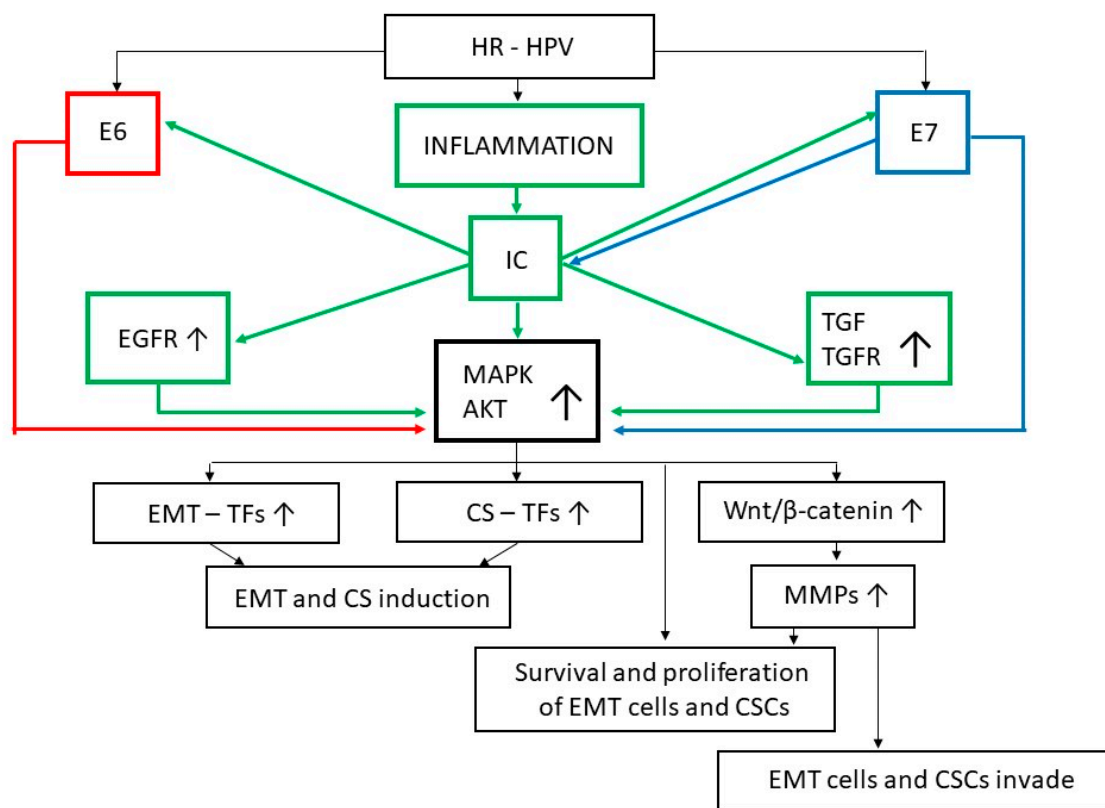 HR - HPV
E6
INFLAMMATION
E7
IC
EGFR ↑
TGF
TGFR ↑
MAPK
AKT ↑
EMT – TFs ↑
CS – TFs ↑
Wnt/β-catenin ↑
EMT and CS induction
MMPs ↑
Survival and proliferation
of EMT cells and CSCs
EMT cells and CSCs invade